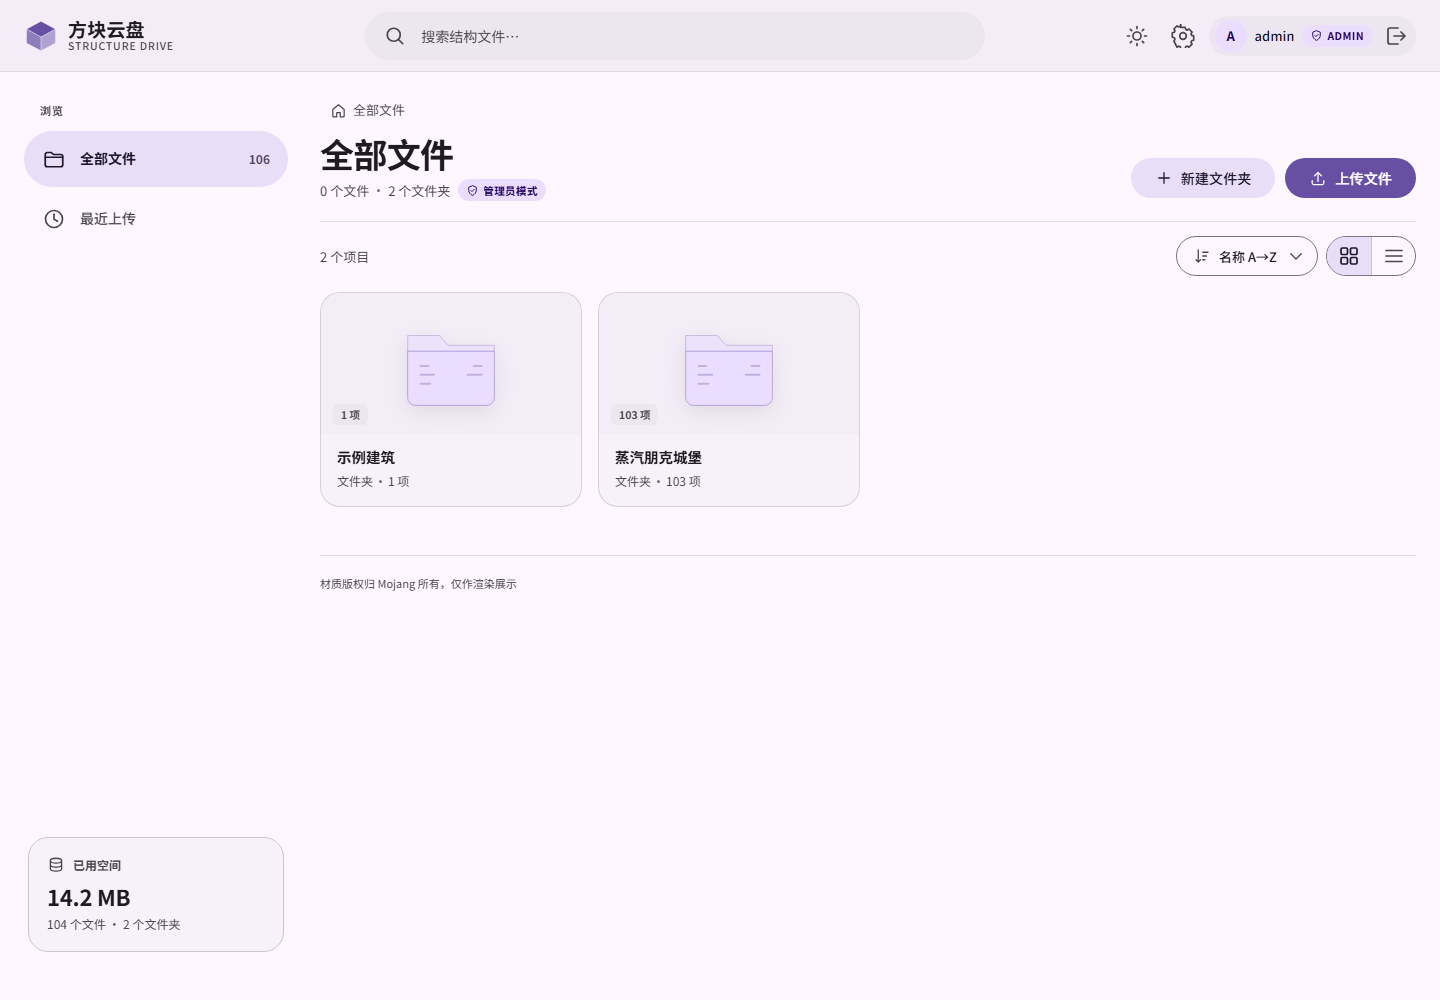 方块云盘
STRUCTURE DRIVE
搜索结构文件…
A
admin
ADMIN
浏览
全部文件
106
最近上传
全部文件
全部文件
0 个文件 • 2 个文件夹
管理员模式
新建文件夹
上传文件
2 个项目
名称 A→Z
1 项
示例建筑
文件夹 • 1 项
103 项
蒸汽朋克城堡
文件夹 • 103 项
材质版权归 Mojang 所有，仅作渲染展示
已用空间
14.2 MB
104 个文件 • 2 个文件夹